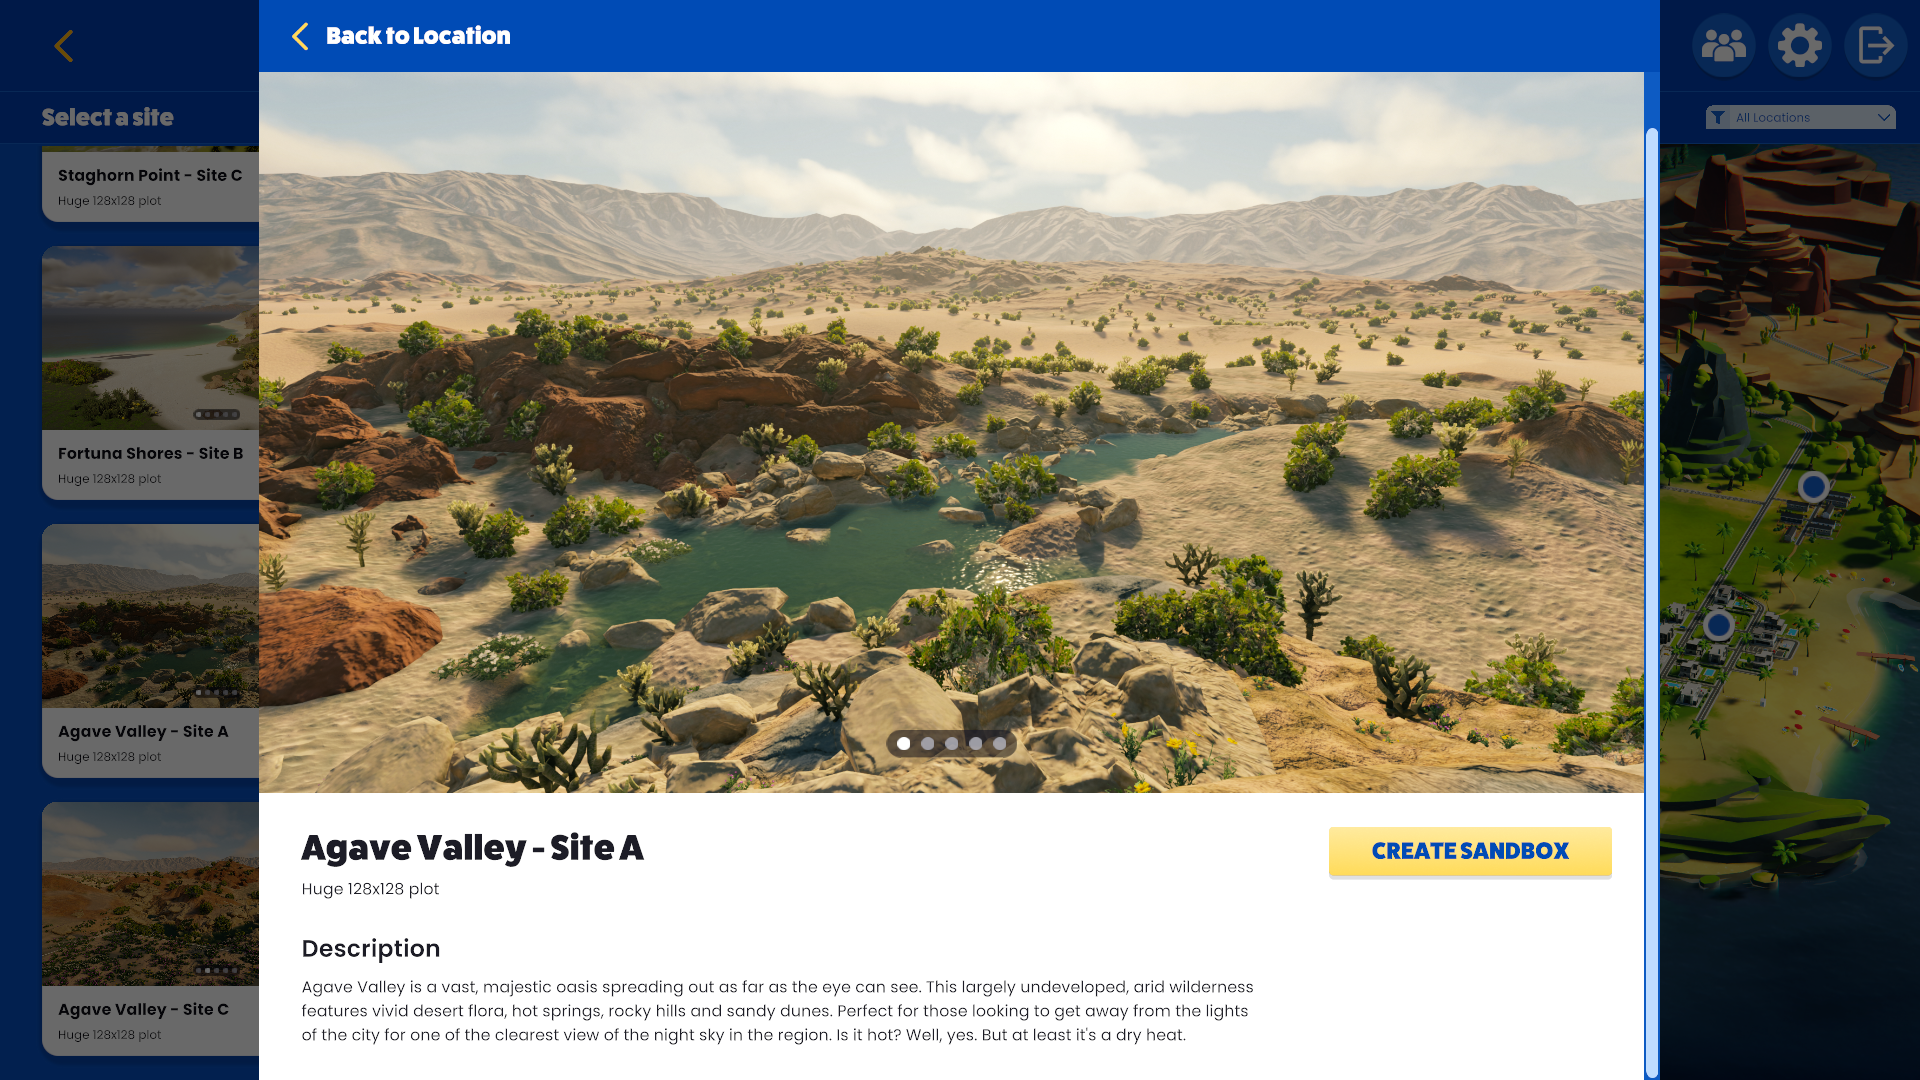 Back to Location
Select a site
All Locations
Staghorn Point - Site C
Huge 128x128 plot
Fortuna Shores - Site B
Huge 128x128 plot
Agave Valley - Site A
Huge 128x128 plot
Agave Valley - Site C
Huge 128x128 plot
Agave Valley - Site A
Huge 128x128 plot
CREATE SANDBOX
Description
Agave Valley is a vast, majestic oasis spreading out as far as the eye can see. This largely undeveloped, arid wilderness
features vivid desert flora, hot springs, rocky hills and sandy dunes. Perfect for those looking to get away from the lights
of the city for one of the clearest view of the night sky in the region. Is it hot? Well, yes. But at least it's a dry heat.